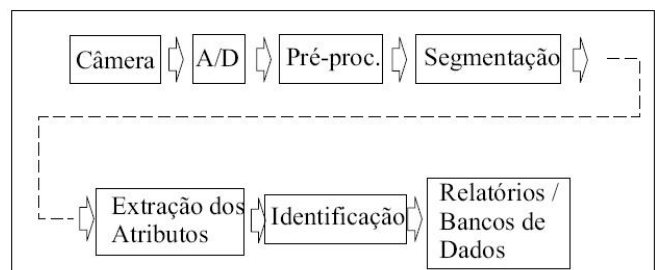 Câmera A/D Pré-proc. Segmentação
Extração dos
Atributos
Identificação
Relatórios /
Bancos de
Dados